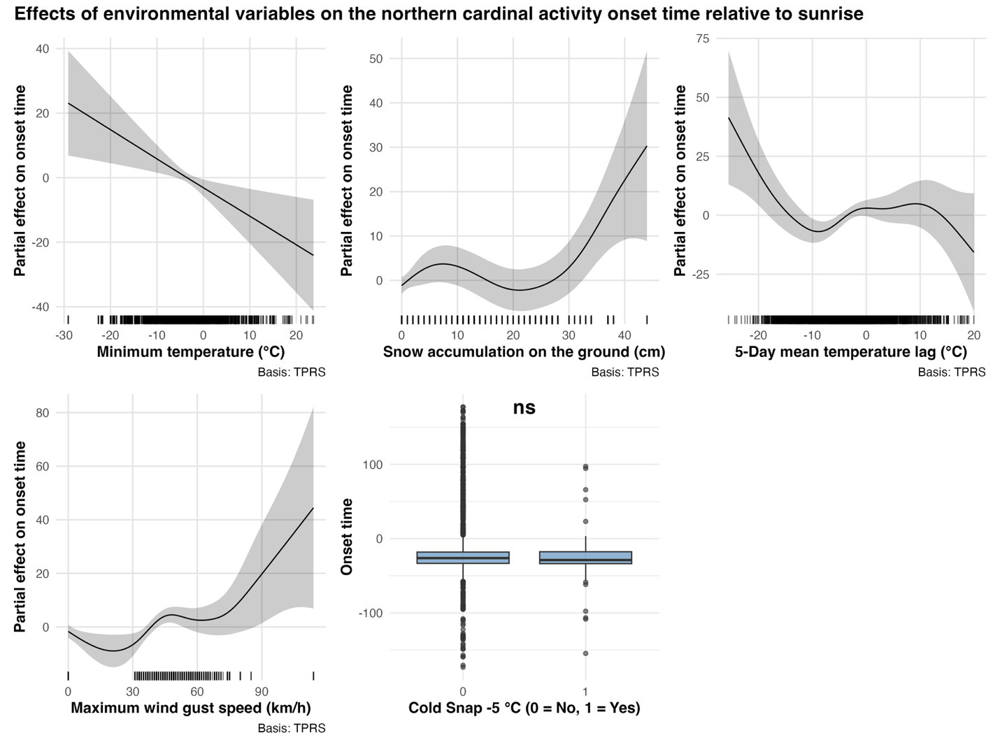 Effects of environmental variables on the northern cardinal activity onset time relative to sunrise
Partial effect on onset time
40
20
0
-20
-40
-30
-20
-10
0
10
20
Minimum temperature (°C)
Basis: TPRS
Partial effect on onset time
50
40
30
20
10
0
0
10
20
30
40
Snow accumulation on the ground (cm)
Basis: TPRS
Partial effect on onset time
75
50
25
0
-25
-20
-10
0
10
20
5-Day mean temperature lag (°C)
Basis: TPRS
Partial effect on onset time
80
60
40
20
0
0
30
60
90
Maximum wind gust speed (km/h)
Basis: TPRS
ns
Onset time
100
0
-100
0
1
Cold Snap -5 °C (0 = No, 1 = Yes)